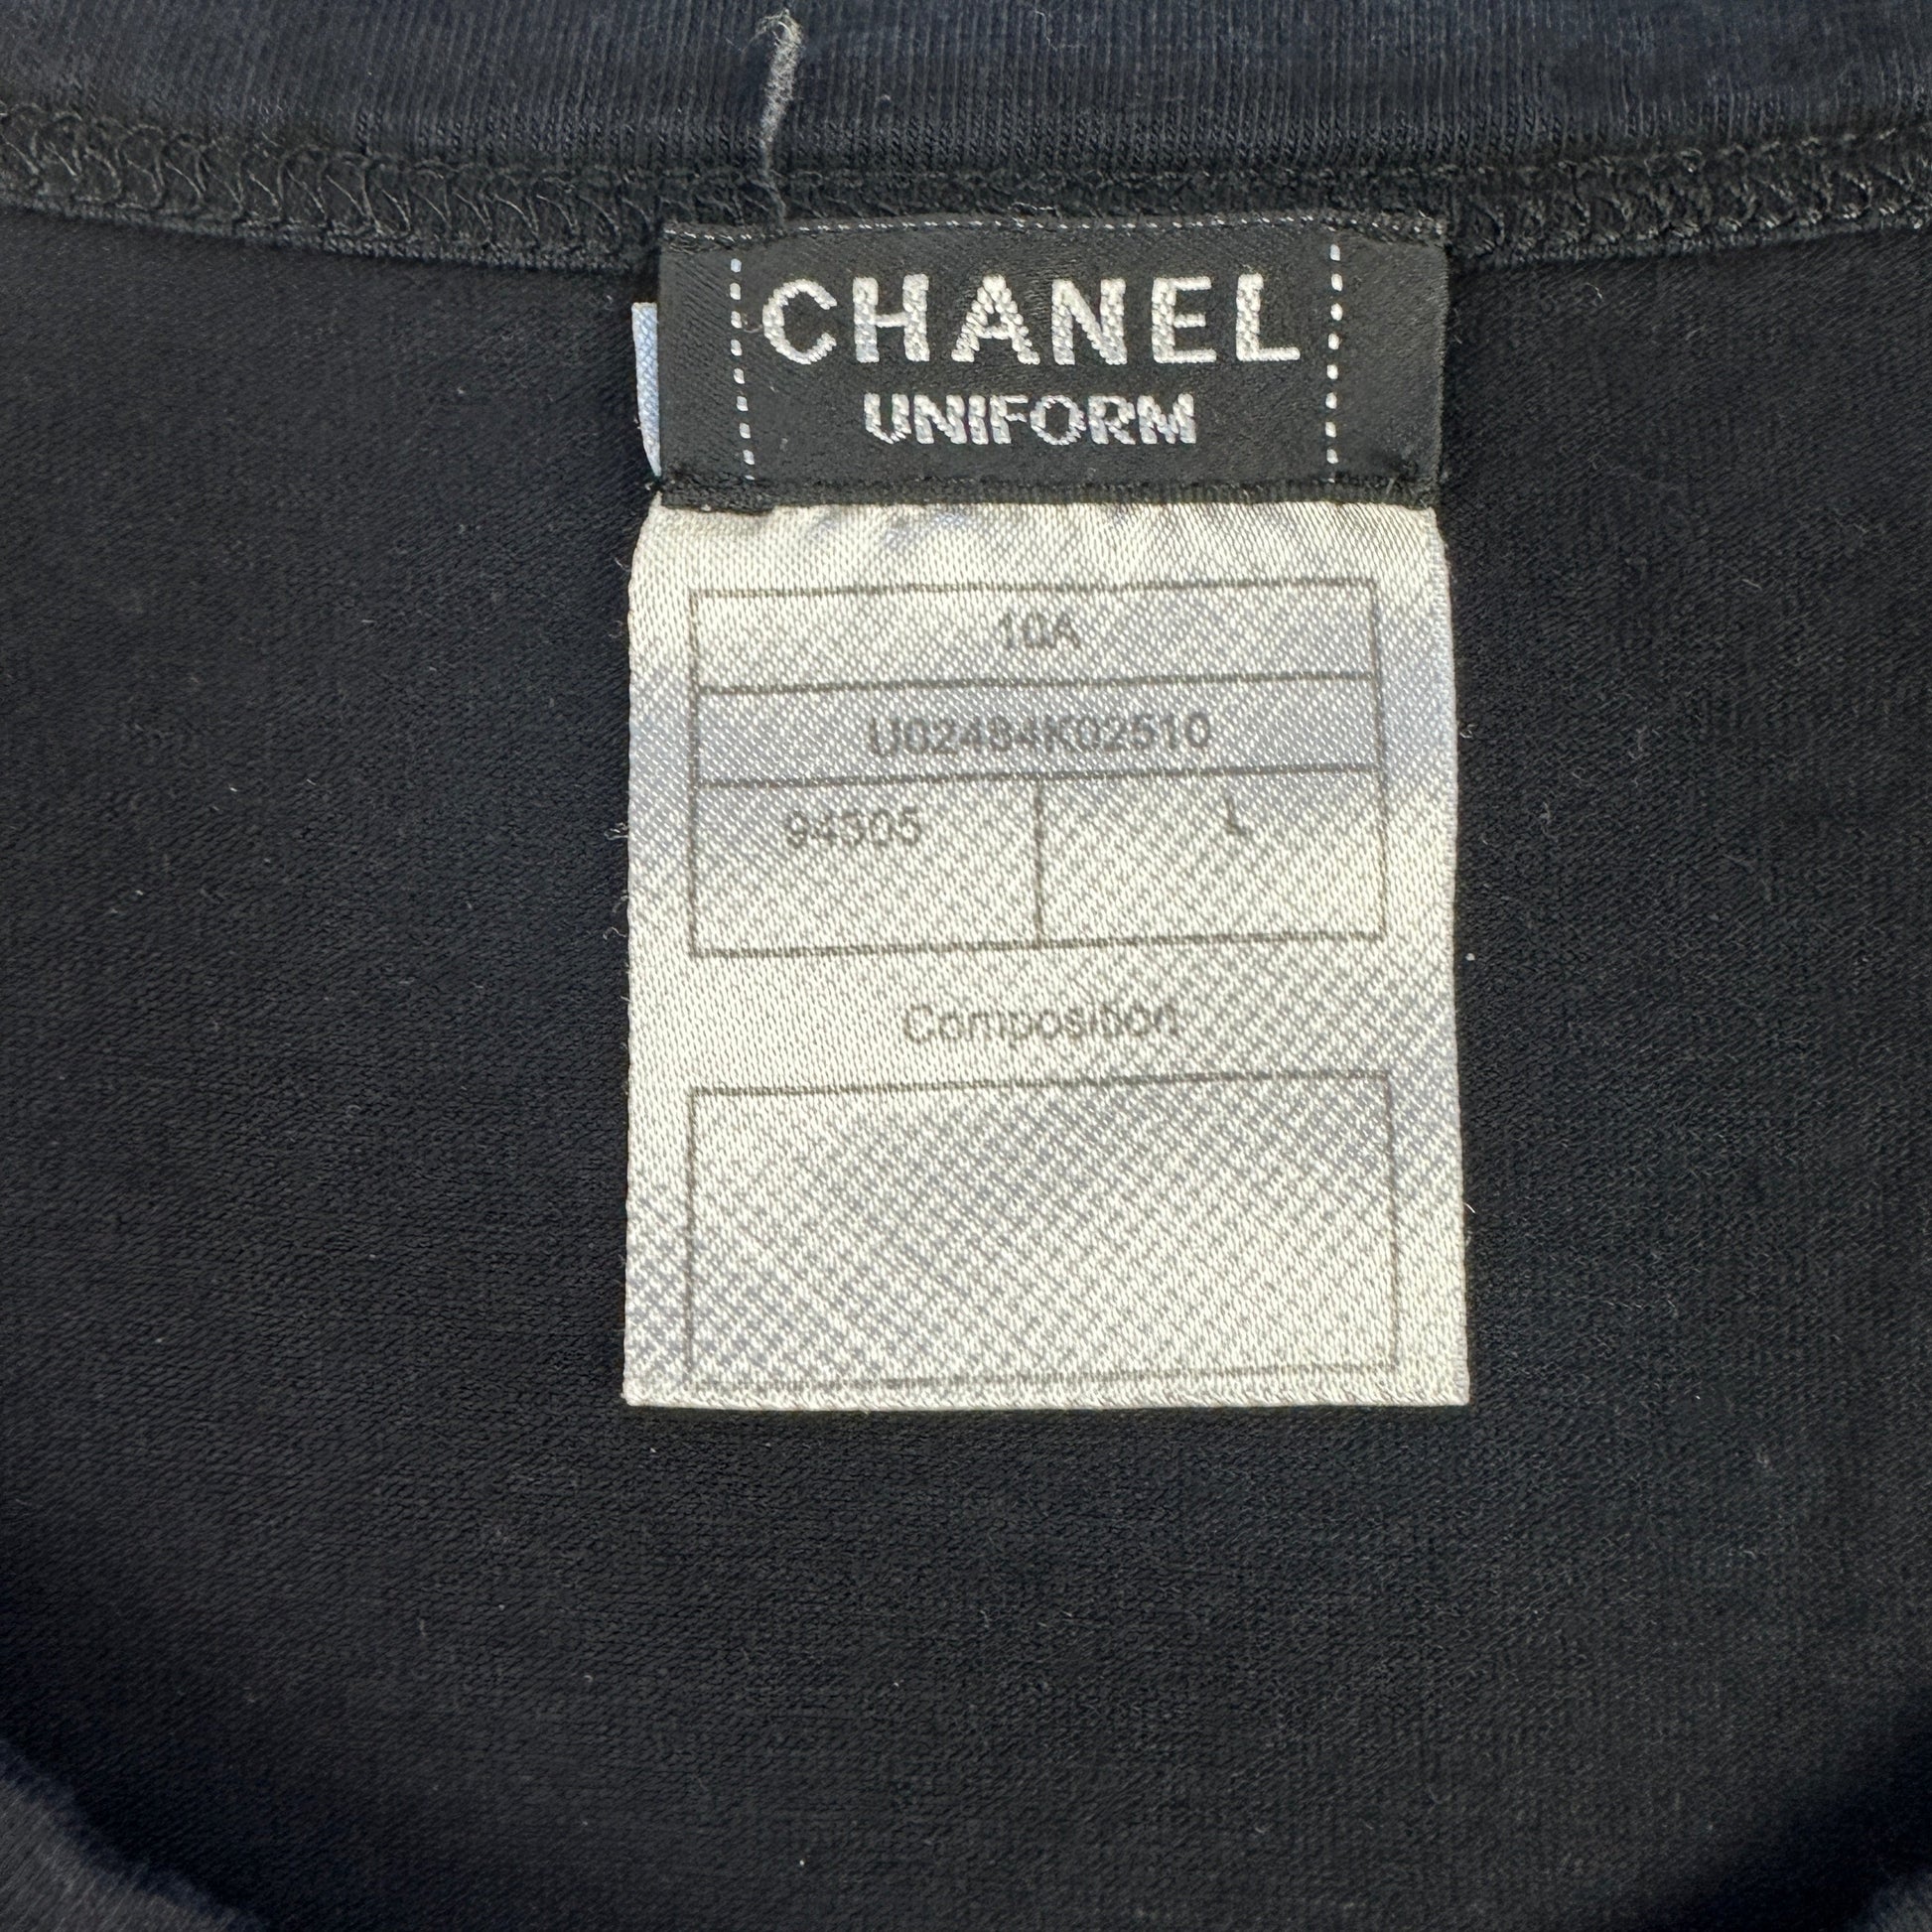 CHANEL
UNIFORM
10A
U02484K02510
94305 L
Composition